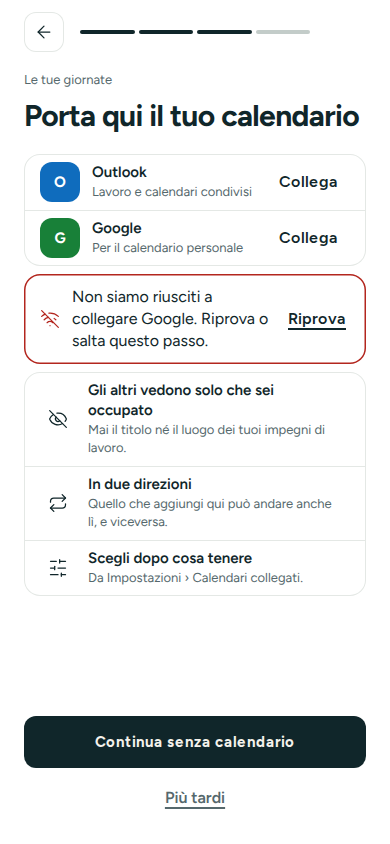 Le tue giornate
Porta qui il tuo calendario
O
Outlook
Lavoro e calendari condivisi
Collega
G
Google
Per il calendario personale
Collega
Non siamo riusciti a
collegare Google. Riprova o
salta questo passo.
Riprova
Gli altri vedono solo che sei
occupato
Mai il titolo né il luogo dei tuoi impegni di
lavoro.
In due direzioni
Quello che aggiungi qui può andare anche
lì, e viceversa.
Scegli dopo cosa tenere
Da Impostazioni › Calendari collegati.
Continua senza calendario
Più tardi